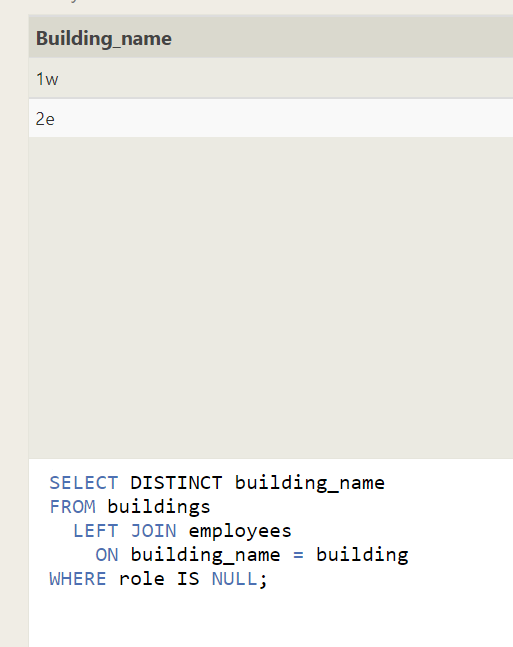 Building_name
1w
2e
SELECT DISTINCT building_name
FROM buildings
LEFT JOIN employees
ON building_name = building
WHERE role IS NULL;